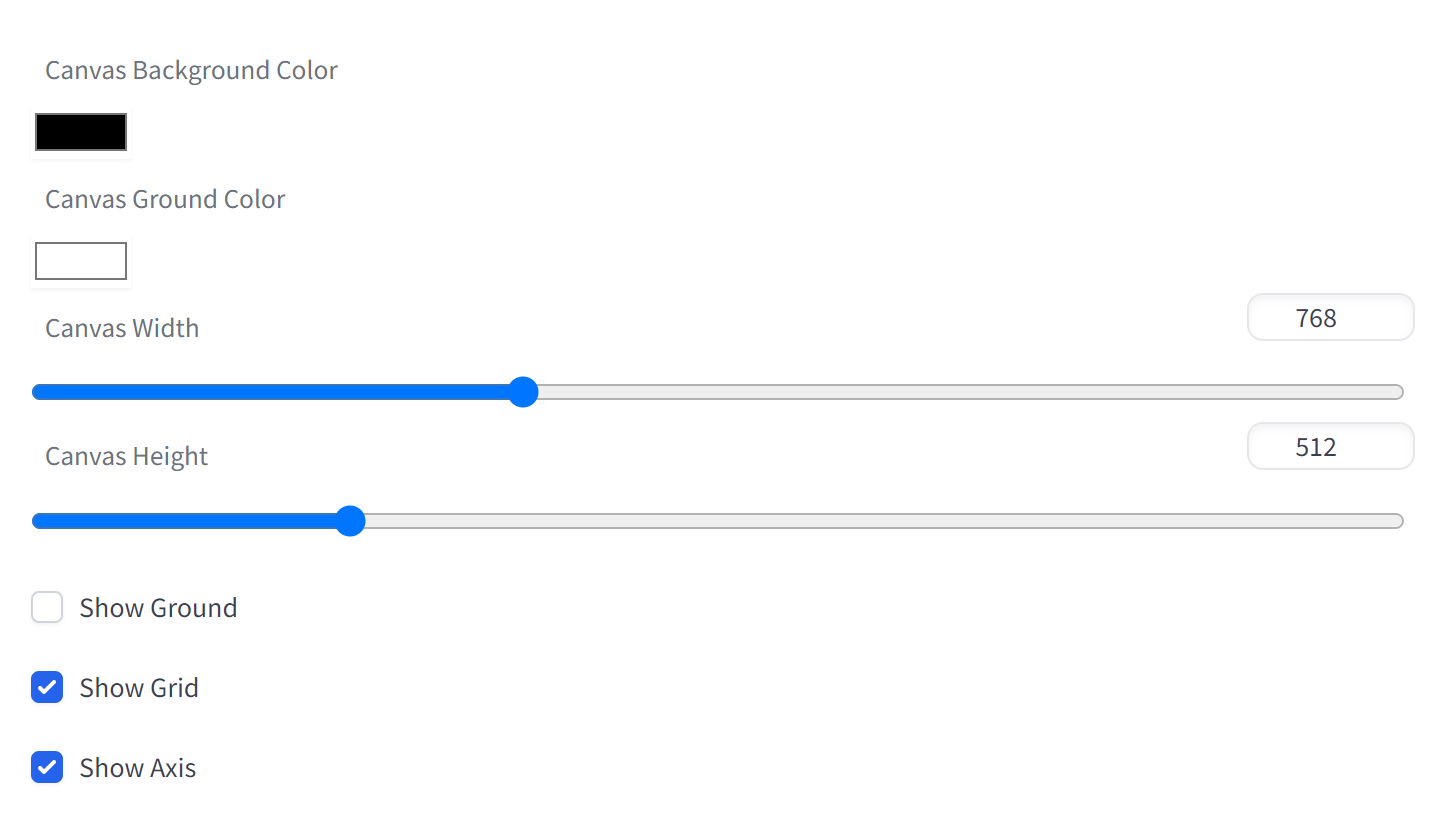 Canvas Background Color
Canvas Ground Color
Canvas Width
768
Canvas Height
512
Show Ground
Show Grid
Show Axis